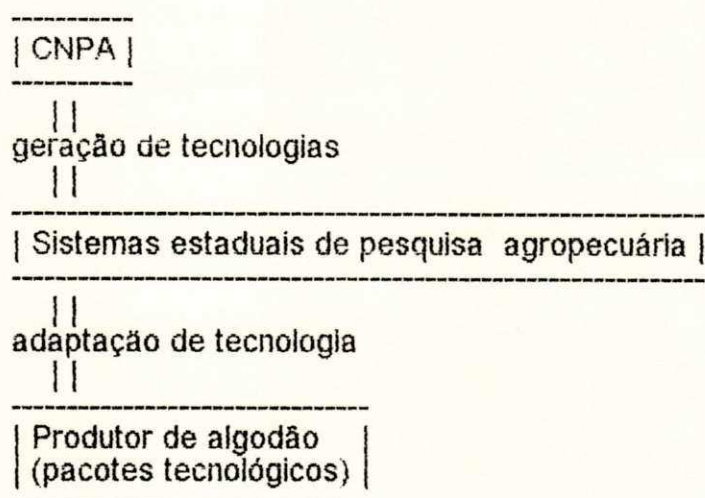 | CNPA |
geração de tecnologias
| Sistemas estaduais de pesquisa agropecuária |
adaptação de tecnologia
| Produtor de algodão |
| (pacotes tecnológicos) |